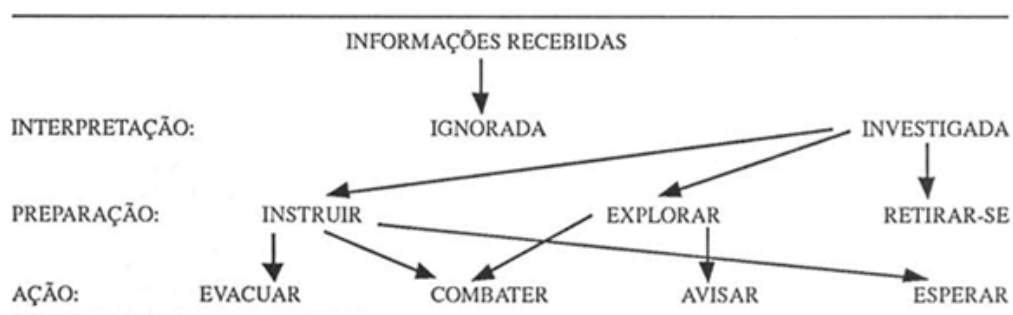 INFORMAÇÕES RECEBIDAS
INTERPRETAÇÃO: IGNORADA INVESTIGADA
PREPARAÇÃO: INSTRUIR EXPLORAR RETIRAR-SE
AÇÃO: EVACUAR COMBATER AVISAR ESPERAR